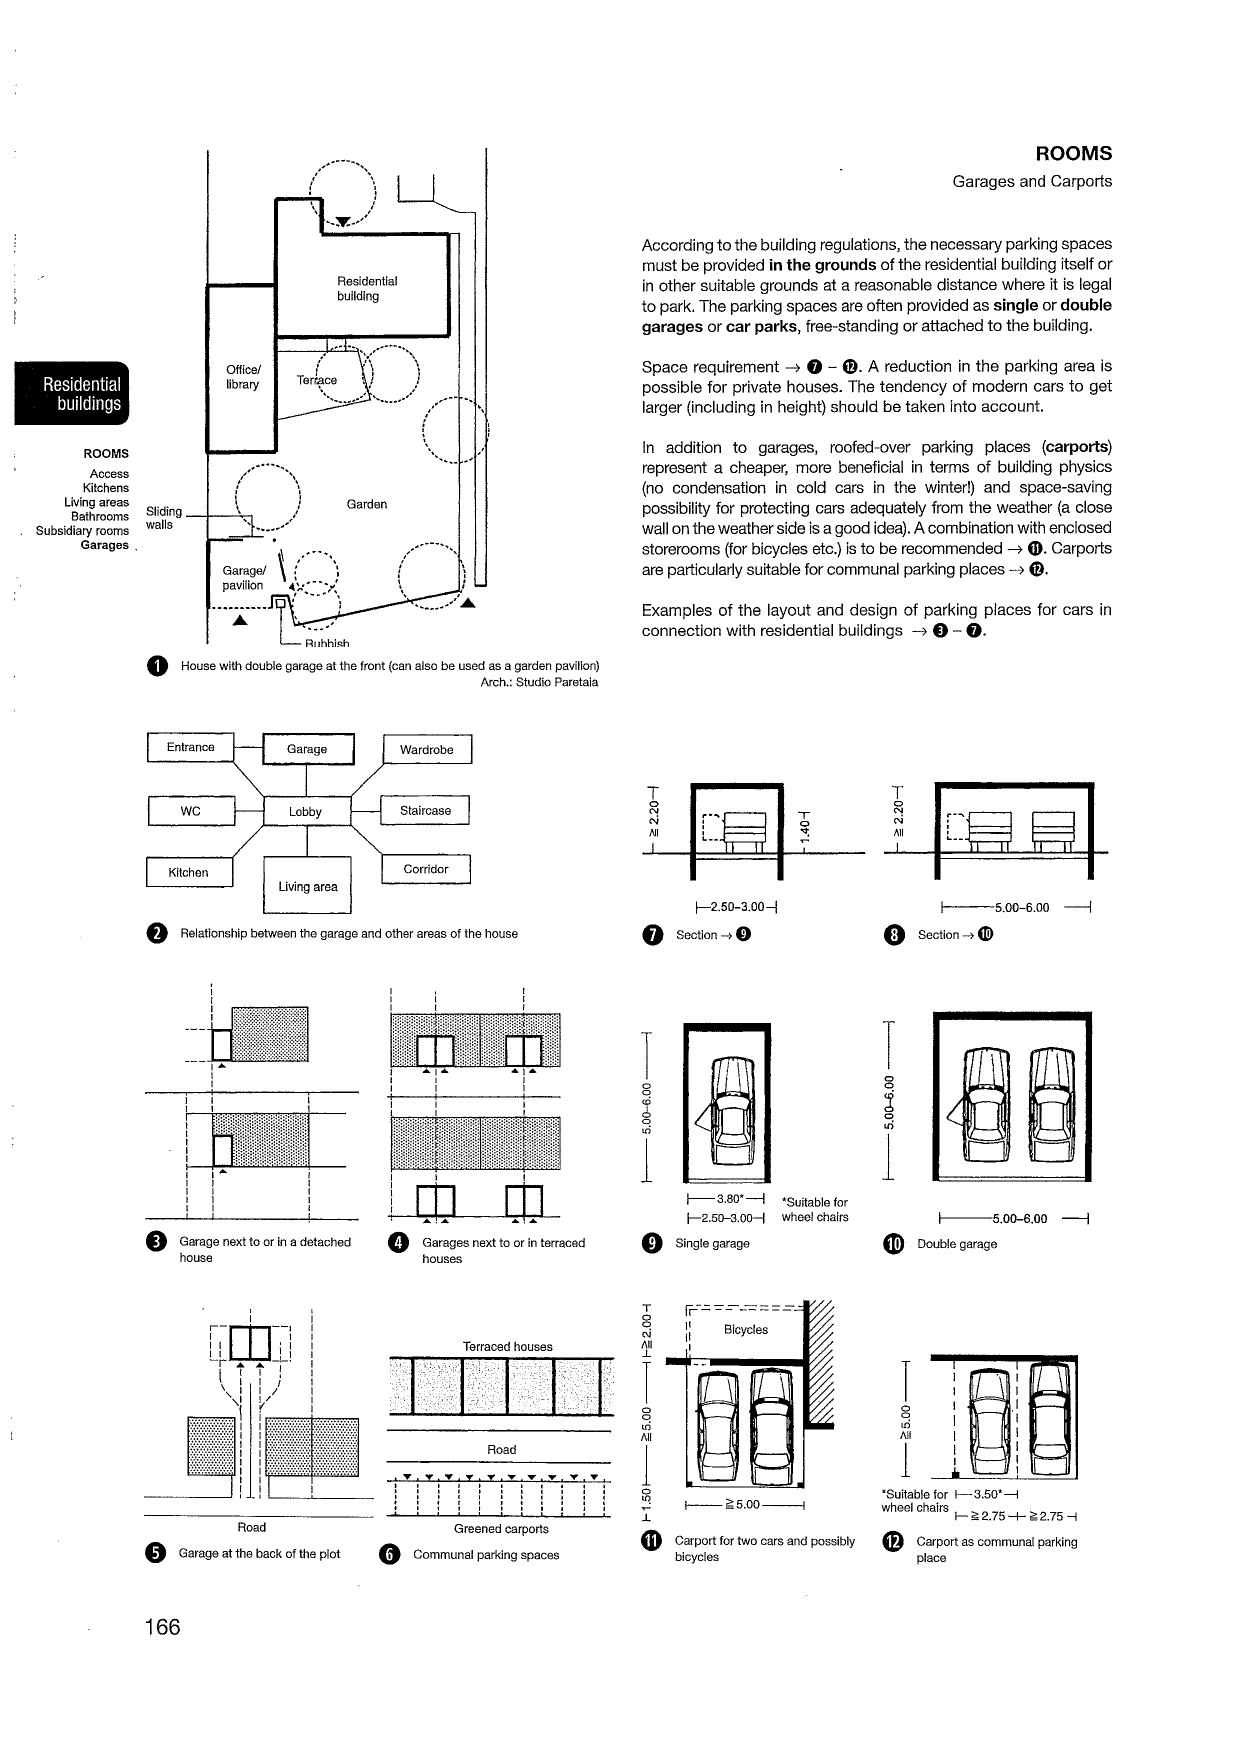 ROOMS
Garages and Carports
According to the building regulations, the necessary parking spaces
must be provided in the grounds of the residential building itself or
in other suitable grounds at a reasonable distance where it is legal
to park. The parking spaces are often provided as single or double
garages or car parks, free-standing or attached to the building.
Space requirement → 7 – 12. A reduction in the parking area is
possible for private houses. The tendency of modern cars to get
larger (including in height) should be taken into account.
In addition to garages, roofed-over parking places (carports)
represent a cheaper, more beneficial in terms of building physics
(no condensation in cold cars in the winter!) and space-saving
possibility for protecting cars adequately from the weather (a close
wall on the weather side is a good idea). A combination with enclosed
storerooms (for bicycles etc.) is to be recommended → 11. Carports
are particularly suitable for communal parking places → 12.
Examples of the layout and design of parking places for cars in
connection with residential buildings → 3 – 7.
Residential
buildings
ROOMS
Access
Kitchens
Living areas
Bathrooms
Subsidiary rooms
Garages
Residential
building
Office/
library
Terrace
Garden
Sliding
walls
Garage/
pavilion
Rubbish
1 House with double garage at the front (can also be used as a garden pavilion)
Arch.: Studio Paretaia
Entrance
Garage
Wardrobe
WC
Lobby
Staircase
Kitchen
Living area
Corridor
2 Relationship between the garage and other areas of the house
≧ 2.20
1.40
2.50–3.00
7 Section → 9
≧ 2.20
5.00–6.00
8 Section → 10
3 Garage next to or in a detached
house
4 Garages next to or in terraced
houses
5.00–6.00
3.80*
*Suitable for
2.50–3.00
wheel chairs
9 Single garage
5.00–6.00
5.00–6.00
10 Double garage
Road
5 Garage at the back of the plot
Terraced houses
Road
Greened carports
6 Communal parking spaces
≧ 2.00
≧ 5.00
1.50
Bicycles
≧ 5.00
11 Carport for two cars and possibly
bicycles
≧ 5.00
*Suitable for
3.50*
wheel chairs
≧ 2.75
≧ 2.75
12 Carport as communal parking
place
166